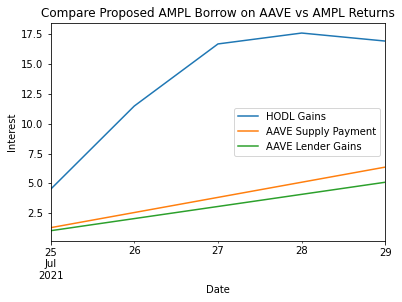 Compare Proposed AMPL Borrow on AAVE vs AMPL Returns
17.5
15.0
12.5
10.0
7.5
5.0
2.5
Interest
HODL Gains
AAVE Supply Payment
AAVE Lender Gains
25 26 27 28 29
Jul
2021
Date